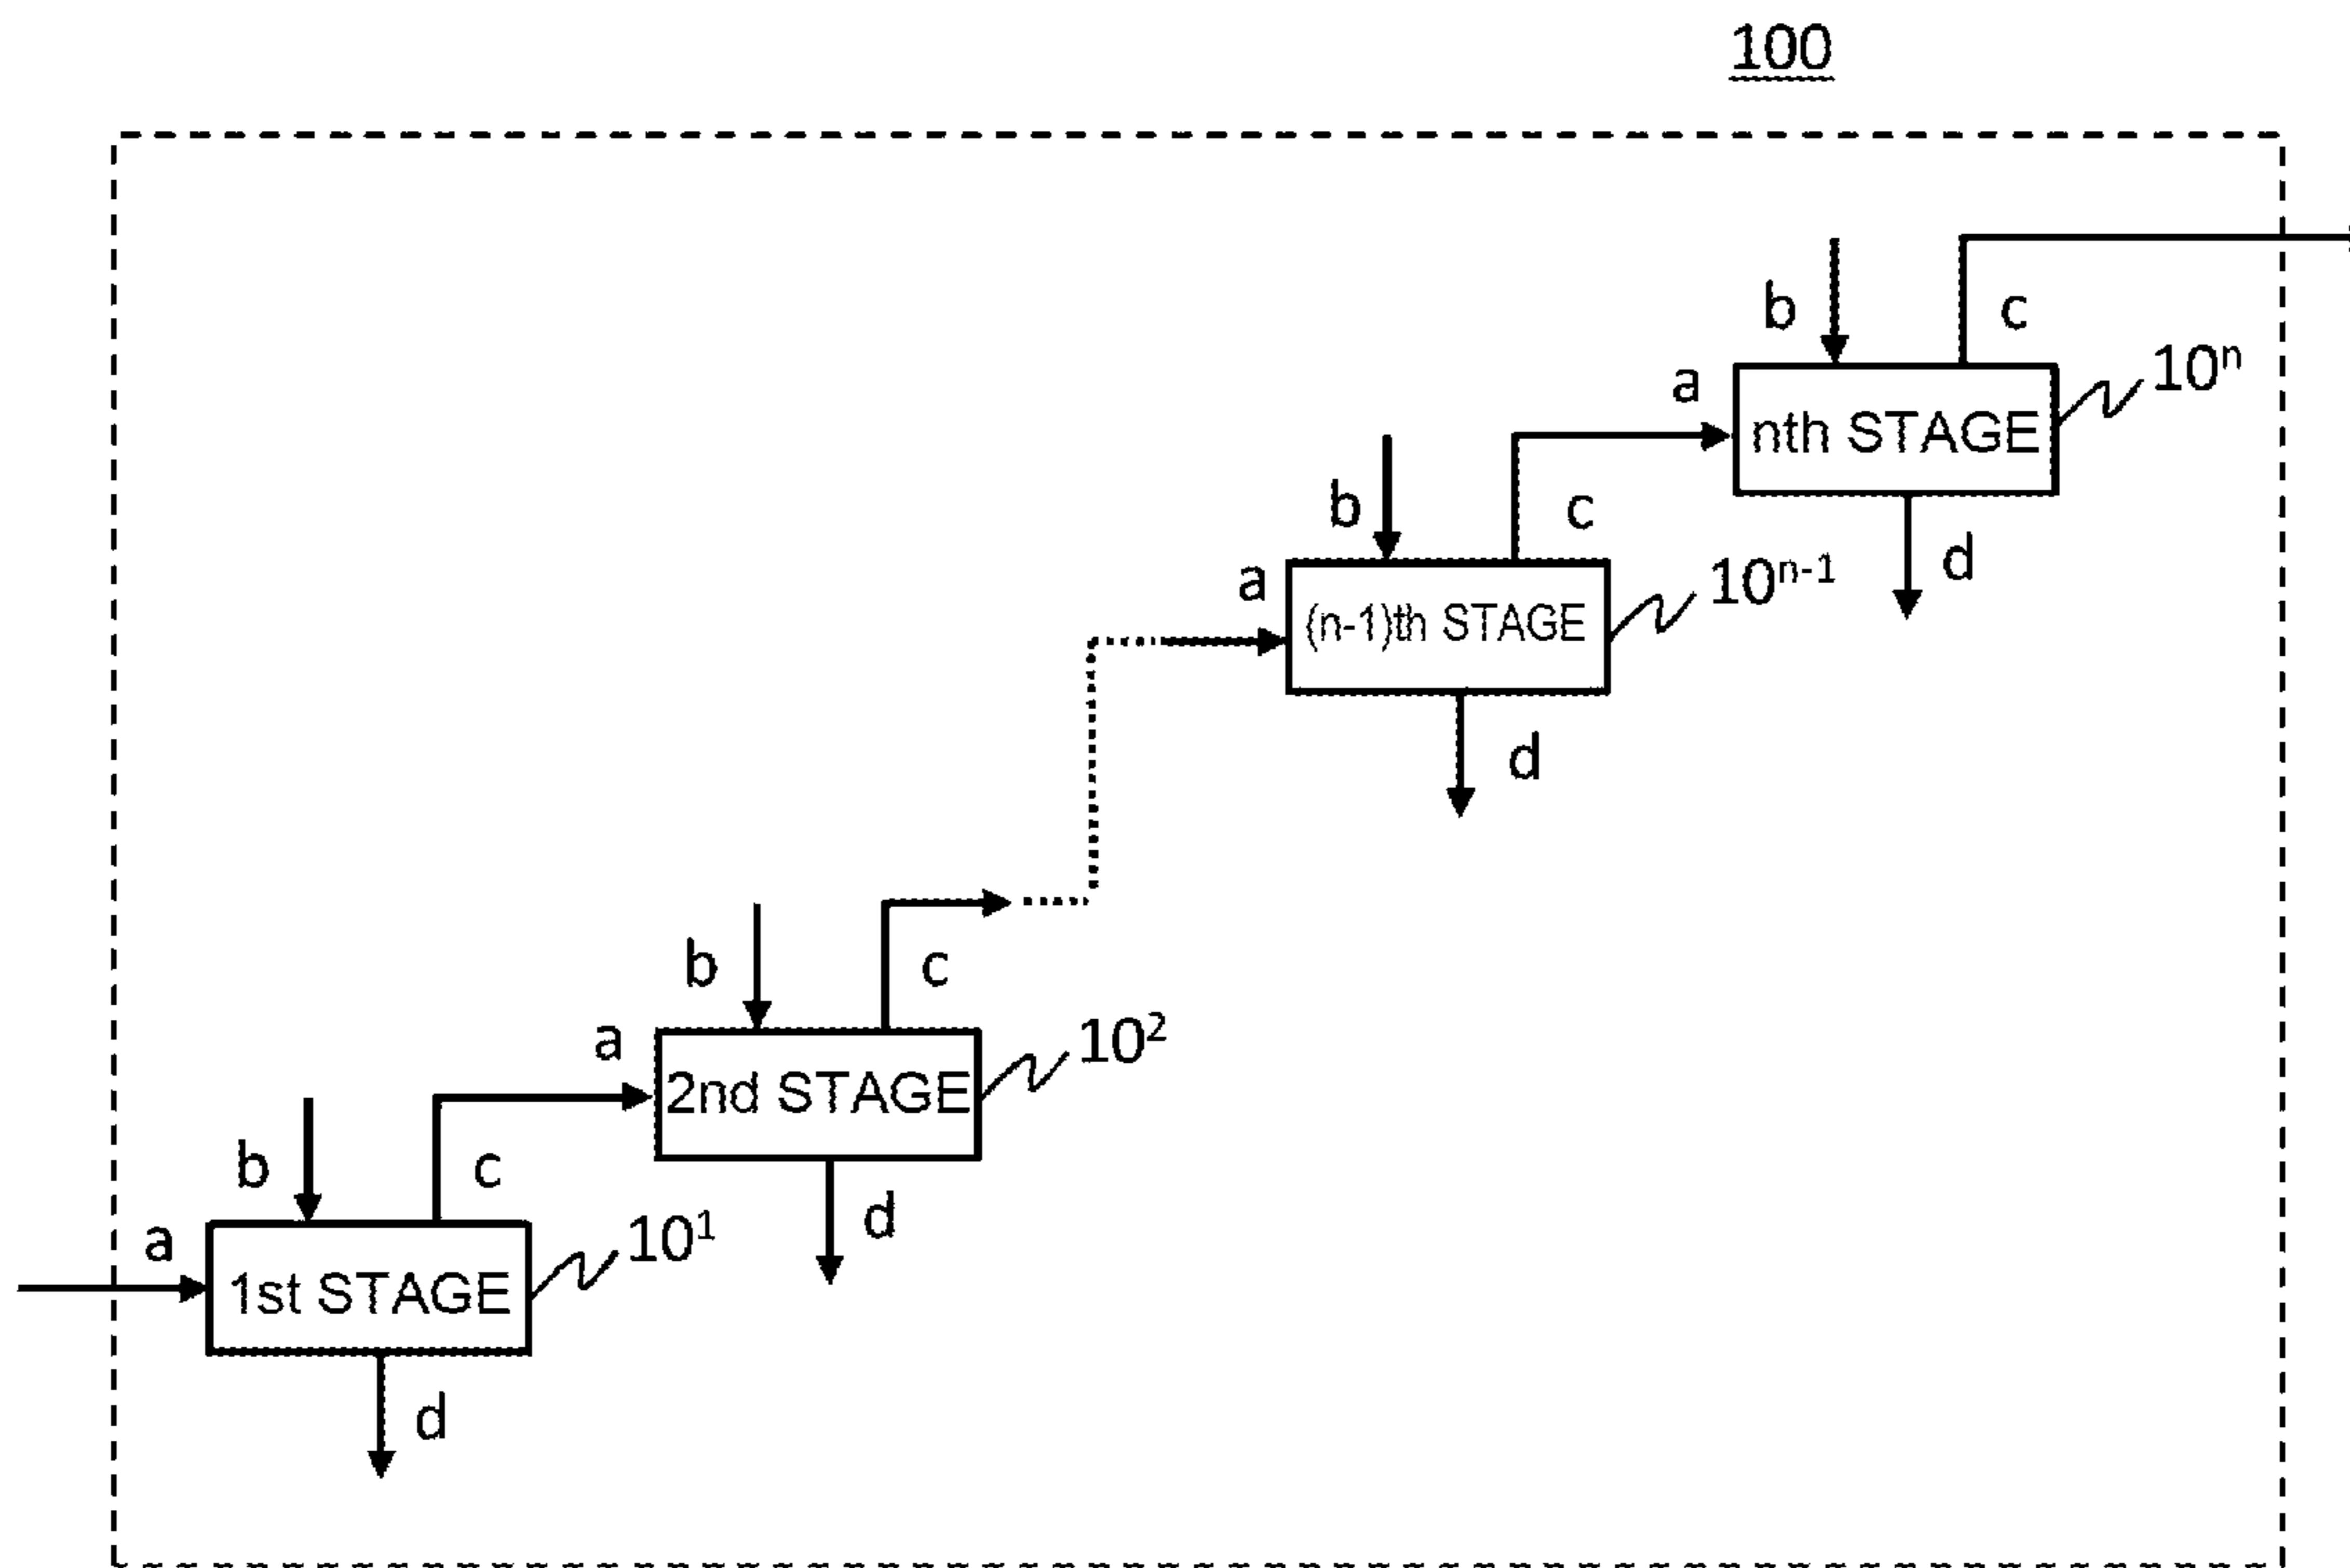 100
b
c
a
nth STAGE
10ⁿ
b
c
d
a
(n-1)th STAGE
10ⁿ⁻¹
d
b
c
a
2nd STAGE
10²
b
c
d
a
1st STAGE
10¹
d